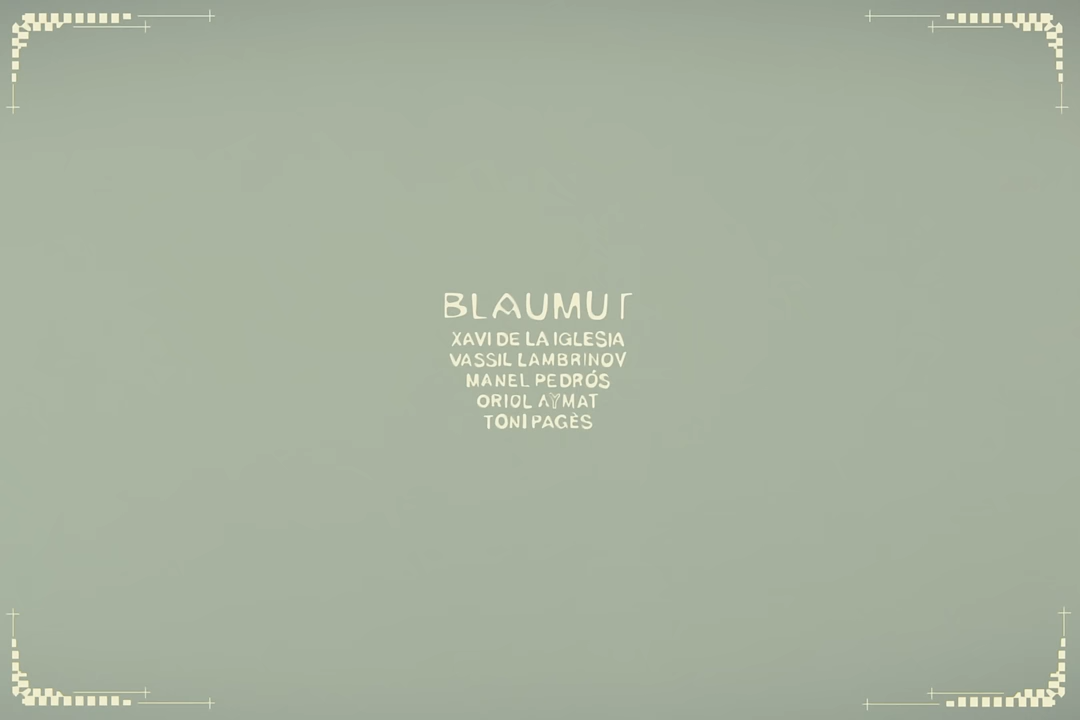 BLAUMUT
XAVI DE LA IGLESIA
VASSIL LAMBRINOV
MANEL PEDRÓS
ORIOL AYMAT
TONI PAGÈS